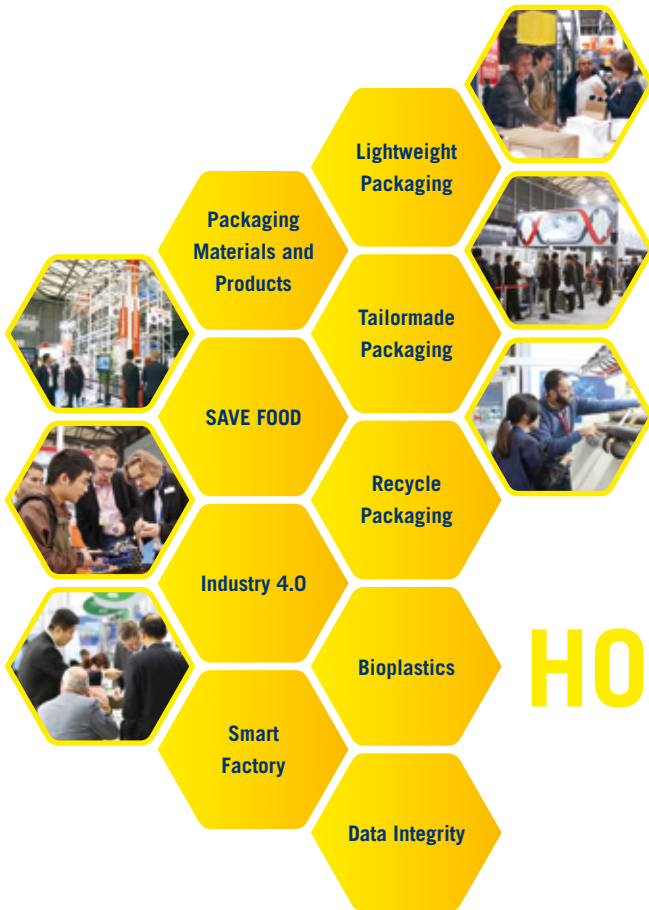 Lightweight
Packaging
Packaging
Materials and
Products
Tailormade
Packaging
SAVE FOOD
Recycle
Packaging
Industry 4.0
Bioplastics
HO
Smart
Factory
Data Integrity